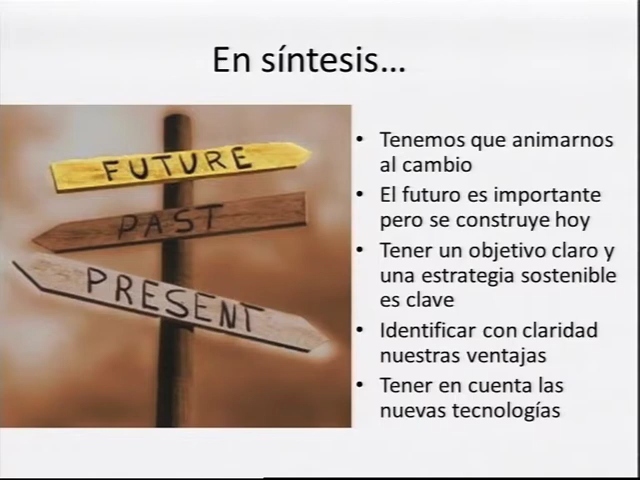 En síntesis...
FUTURE
PAST
PRESENT
• Tenemos que animarnos
al cambio
• El futuro es importante
pero se construye hoy
• Tener un objetivo claro y
una estrategia sostenible
es clave
• Identificar con claridad
nuestras ventajas
• Tener en cuenta las
nuevas tecnologías